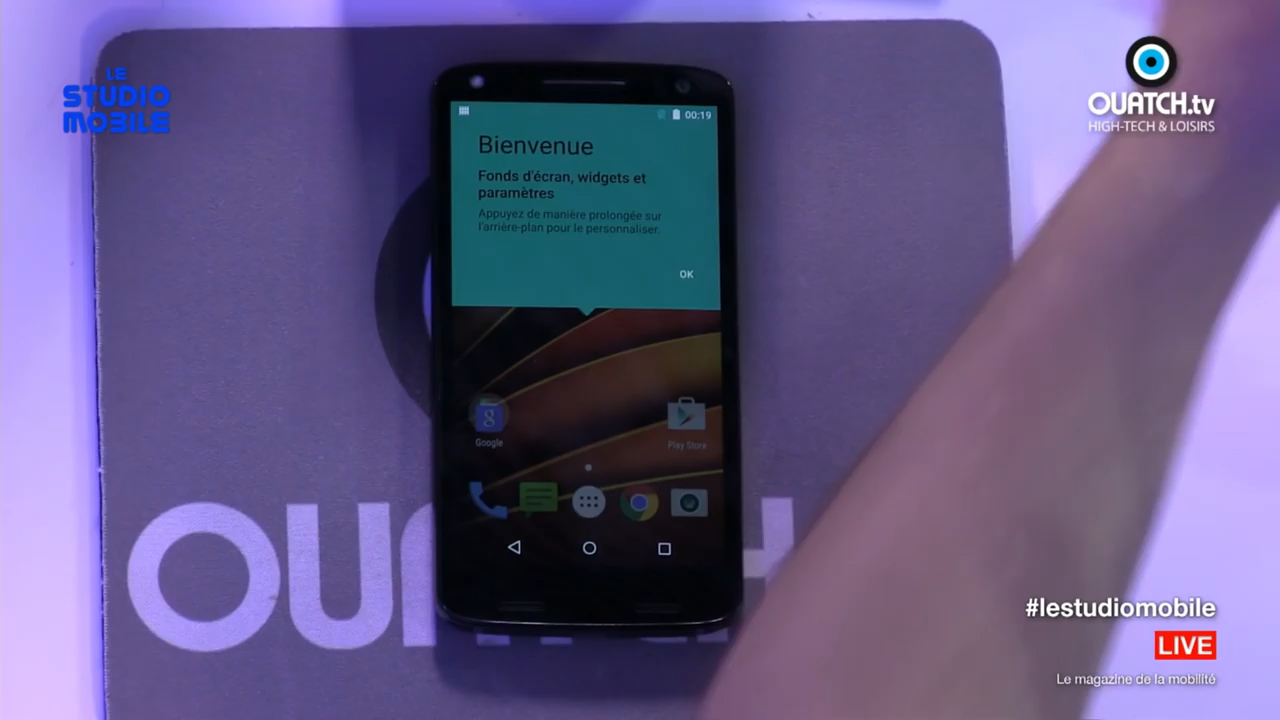 LE
STUDIO
MOBILE
OUATCH.tv
HIGH-TECH & LOISIRS
00:19
Bienvenue
Fonds d'écran, widgets et
paramètres
Appuyez de manière prolongée sur
l'arrière-plan pour le personnaliser.
OK
Google
Play Store
#lestudiomobile
LIVE
Le magazine de la mobilité